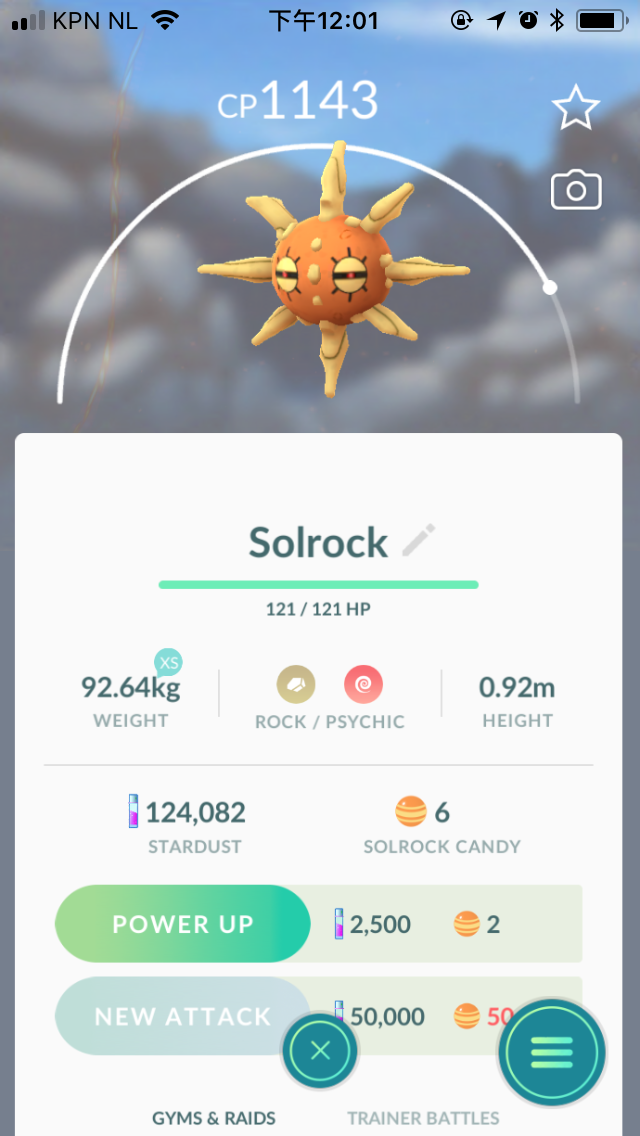 KPN NL 下午12:01
CP1143
Solrock
121 / 121 HP
XS
92.64kg
WEIGHT
ROCK / PSYCHIC
0.92m
HEIGHT
124,082
STARDUST
6
SOLROCK CANDY
POWER UP 2,500 2
NEW ATTACK 50,000 50
GYMS & RAIDS TRAINER BATTLES